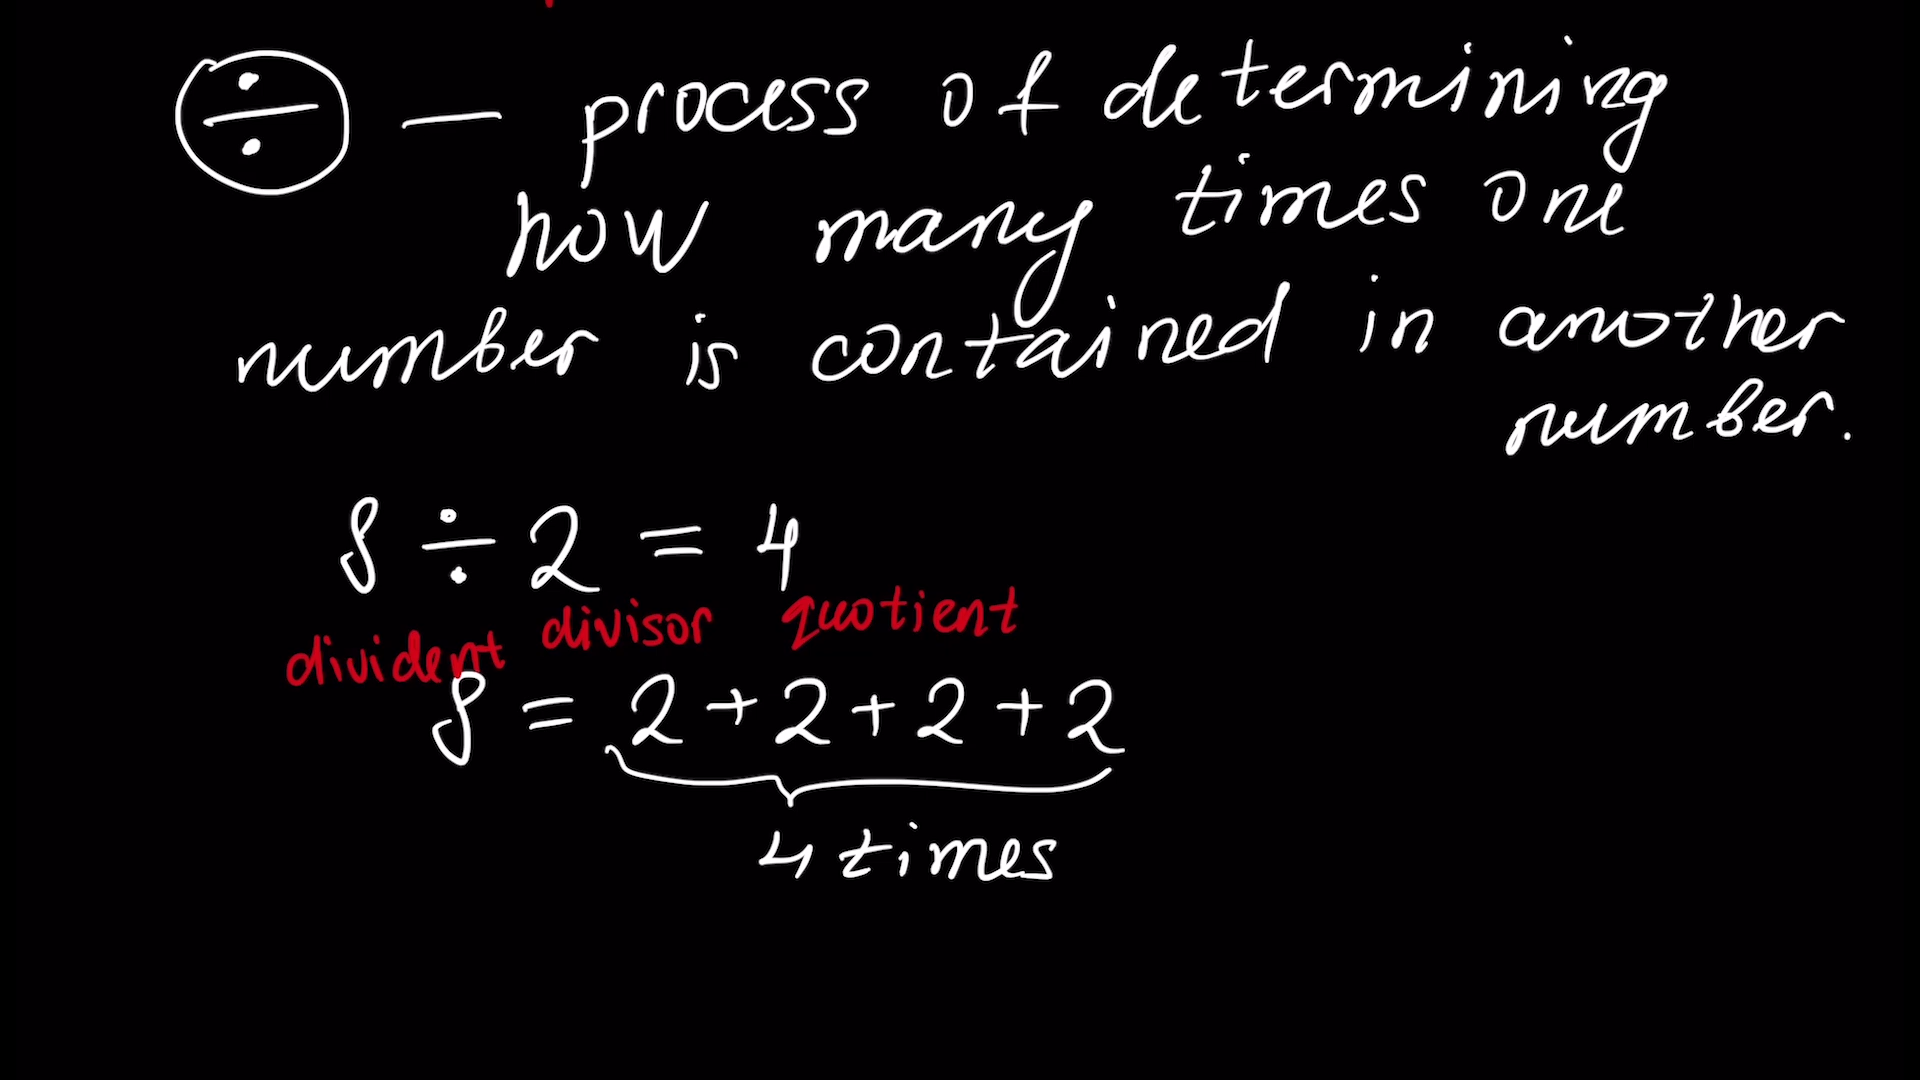 ÷ — process of determining
how many times one
number is contained in another
number.
8 ÷ 2 = 4
divident divisor quotient
8 = 2 + 2 + 2 + 2
4 times